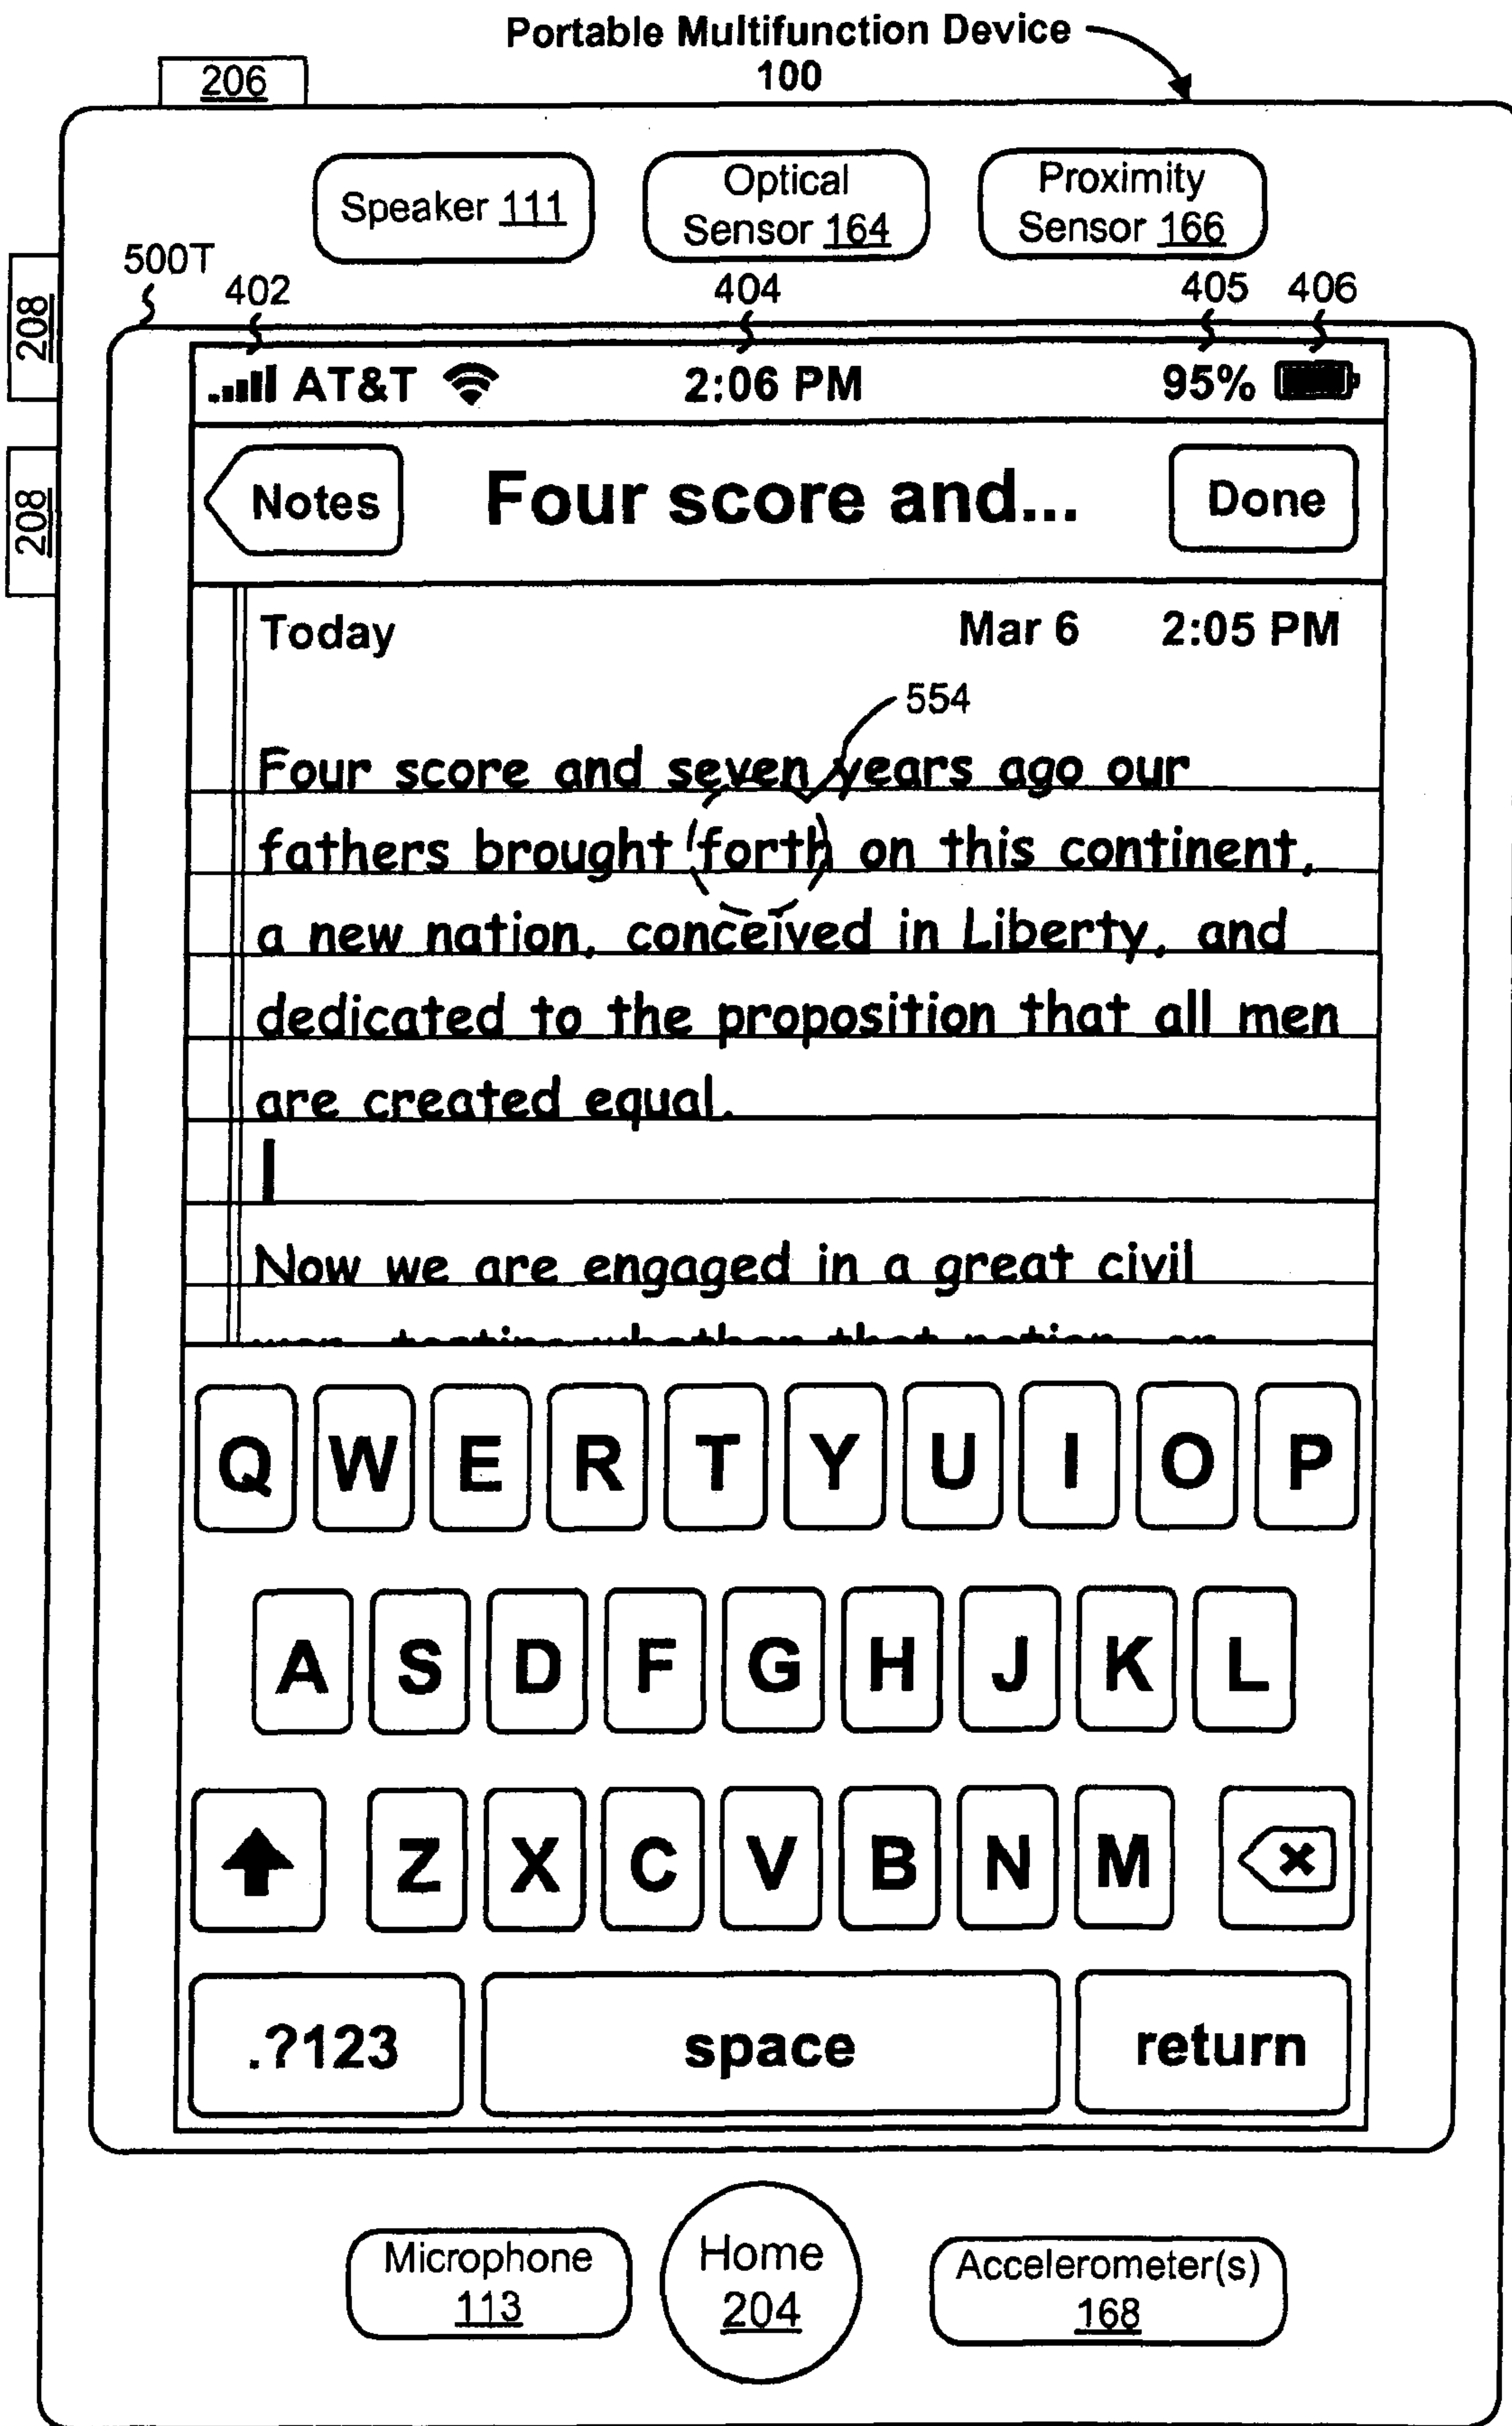 Portable Multifunction Device
100
206
Speaker 111
Optical
Sensor 164
Proximity
Sensor 166
208
208
500T
402
404
405
406
AT&T 2:06 PM 95%
Notes Four score and... Done
Today Mar 6 2:05 PM
554
Four score and seven years ago our
fathers brought forth on this continent,
a new nation, conceived in Liberty, and
dedicated to the proposition that all men
are created equal.
Now we are engaged in a great civil
Q W E R T Y U I O P
A S D F G H J K L
Z X C V B N M
.?123 space return
Microphone
113
Home
204
Accelerometer(s)
168